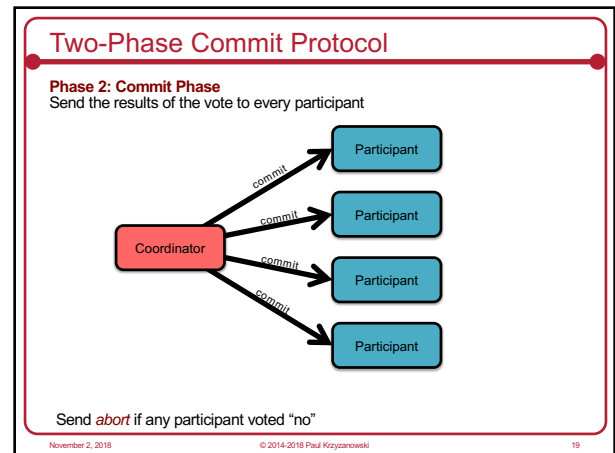 Two-Phase Commit Protocol
Phase 2: Commit Phase
Send the results of the vote to every participant
Participant
commit
Participant
commit
Coordinator
commit
Participant
commit
Participant
Send abort if any participant voted “no”
November 2, 2018
© 2014-2018 Paul Krzyzanowski
19